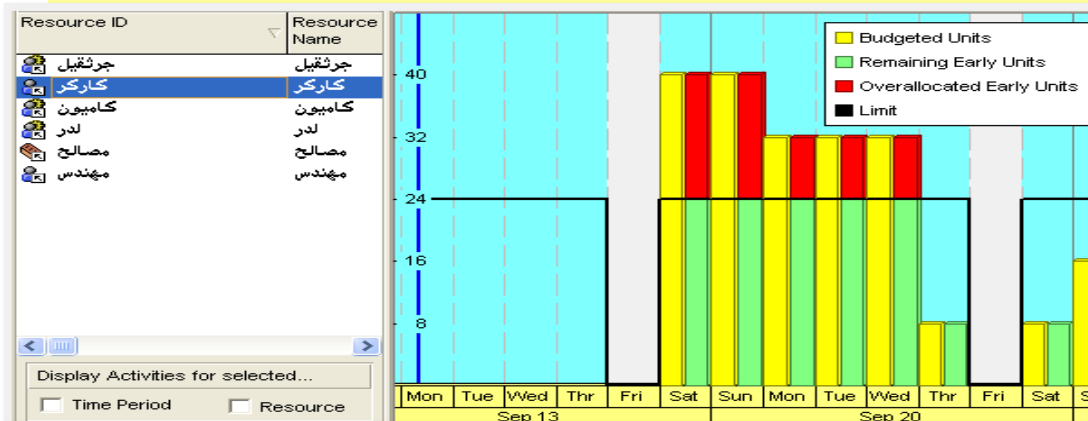 Resource ID
Resource Name
جرثقیل جرثقیل
کارگر کارگر
کامیون کامیون
لدر لدر
مصالح مصالح
مهندس مهندس
Display Activities for selected...
Time Period Resource
Budgeted Units
Remaining Early Units
Overallocated Early Units
Limit
40
32
24
16
8
Mon Tue Wed Thr Fri Sat Sun Mon Tue Wed Thr Fri Sat S
Sep 13 Sep 20